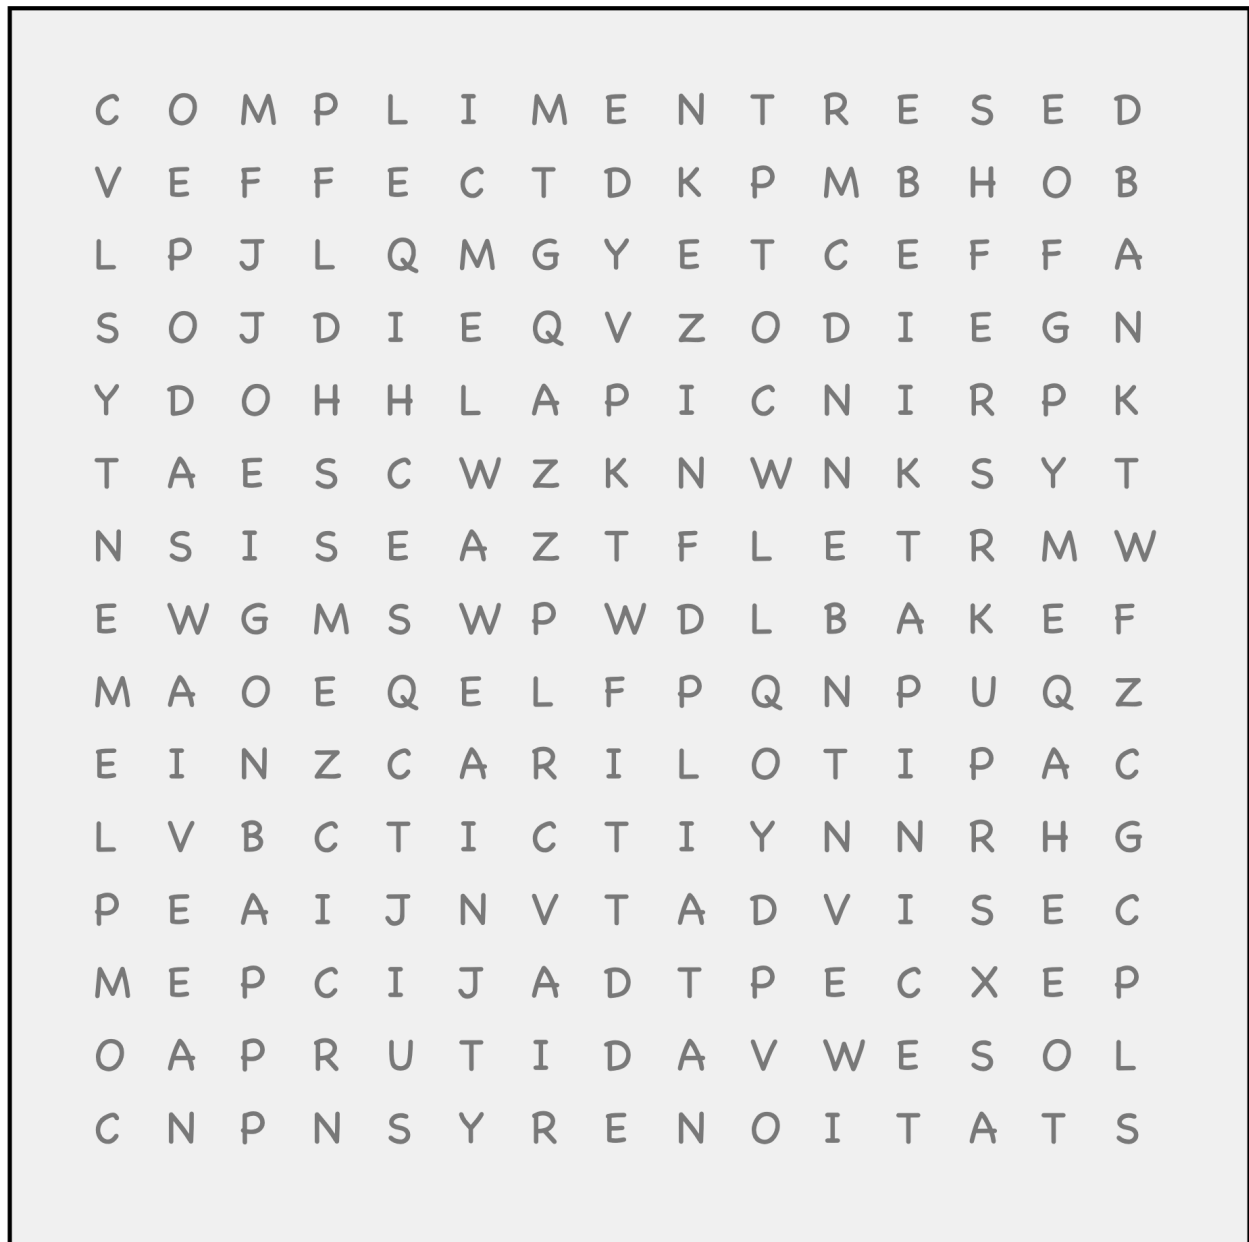 C O M P L I M E N T R E S E D
V E F F E C T D K P M B H O B
L P J L Q M G Y E T C E F F A
S O J D I E Q V Z O D I E G N
Y D O H H L A P I C N I R P K
T A E S C W Z K N W N K S Y T
N S I S E A Z T F L E T R M W
E W G M S W P W D L B A K E F
M A O E Q E L F P Q N P U Q Z
E I N Z C A R I L O T I P A C
L V B C T I C T I Y N N R H G
P E A I J N V T A D V I S E C
M E P C I J A D T P E C X E P
O A P R U T I D A V W E S O L
C N P N S Y R E N O I T A T S